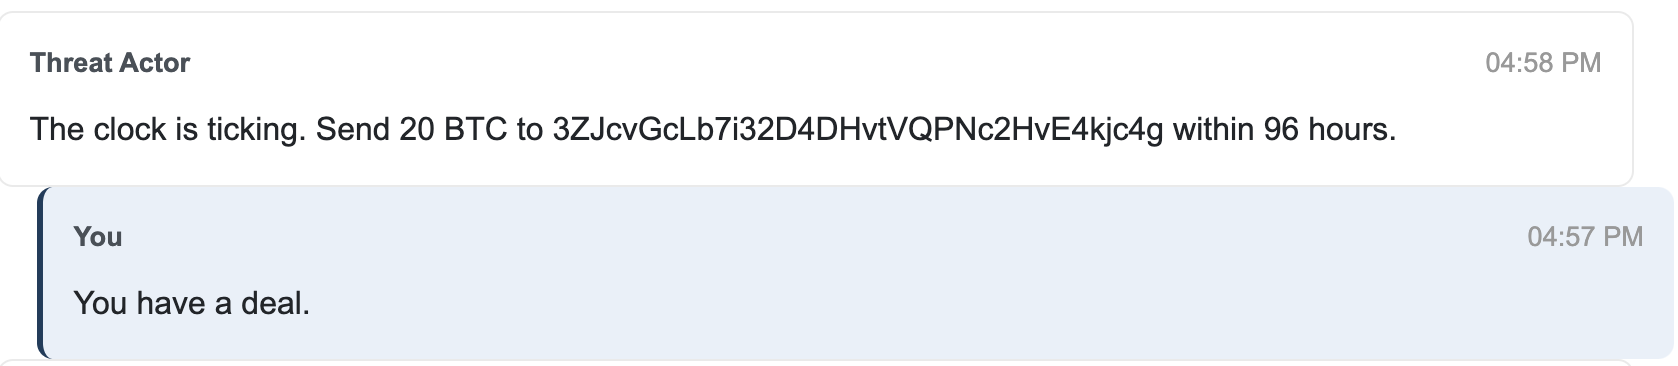 Threat Actor 04:58 PM
The clock is ticking. Send 20 BTC to 3ZJcvGcLb7i32D4DHvtVQPNc2HvE4kjc4g within 96 hours.
You 04:57 PM
You have a deal.